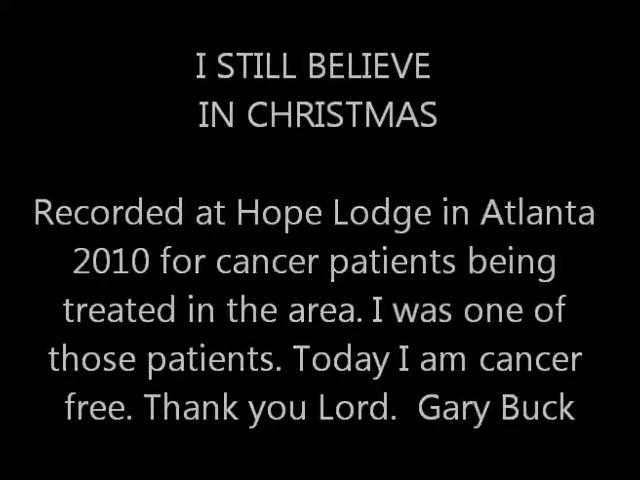 I STILL BELIEVE
IN CHRISTMAS
Recorded at Hope Lodge in Atlanta
2010 for cancer patients being
treated in the area. I was one of
those patients. Today I am cancer
free. Thank you Lord.  Gary Buck